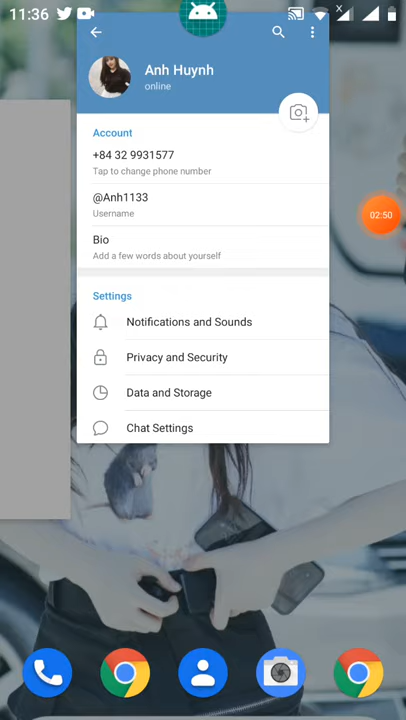 11:36
Anh Huynh
online
Account
+84 32 9931577
Tap to change phone number
@Anh1133
Username
Bio
Add a few words about yourself
02:50
Settings
Notifications and Sounds
Privacy and Security
Data and Storage
Chat Settings